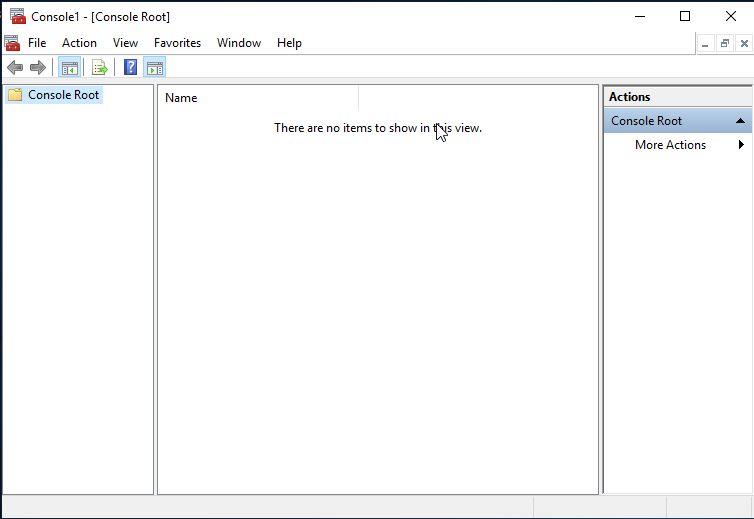 Console1 - [Console Root]
File Action View Favorites Window Help
?
Console Root
Name
There are no items to show in this view.
Actions
Console Root
More Actions